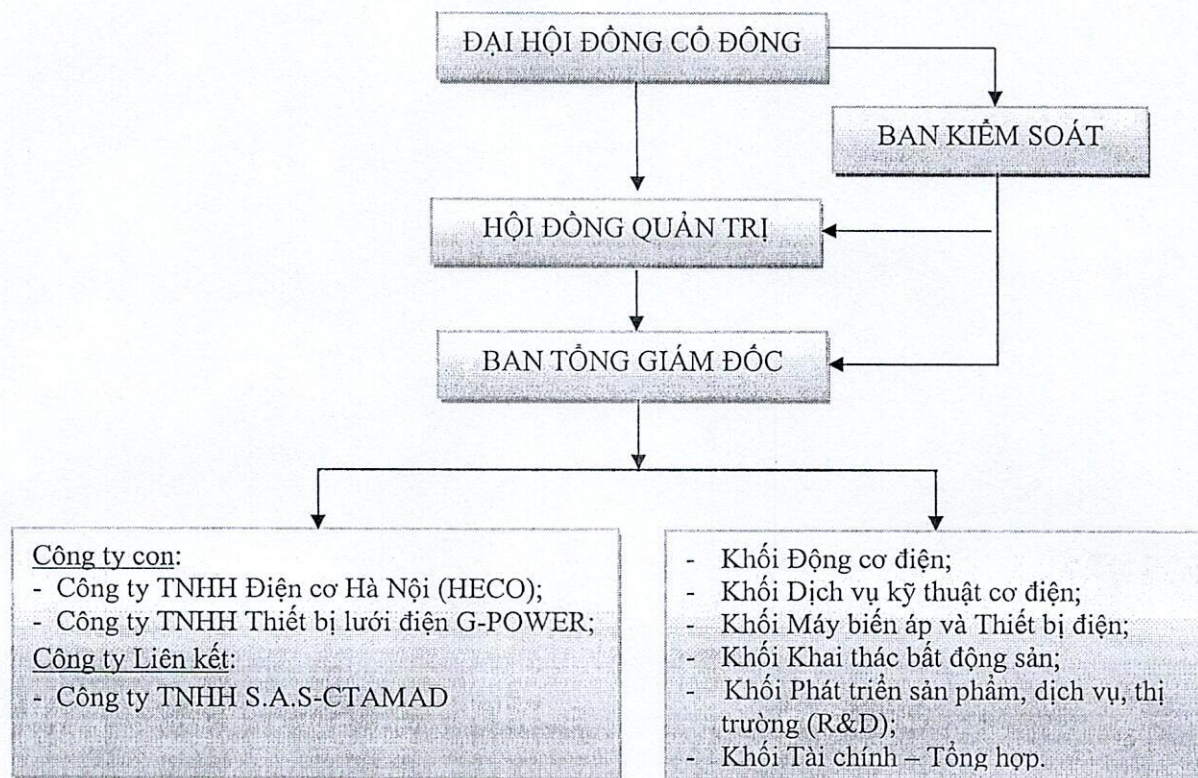 ĐẠI HỘI ĐỒNG CỔ ĐÔNG
BAN KIỂM SOÁT
HỘI ĐỒNG QUẢN TRỊ
BAN TỔNG GIÁM ĐỐC
Công ty con:
- Công ty TNHH Điện cơ Hà Nội (HECO);
- Công ty TNHH Thiết bị lưới điện G-POWER;
Công ty Liên kết:
- Công ty TNHH S.A.S-CTAMAD
- Khối Động cơ điện;
- Khối Dịch vụ kỹ thuật cơ điện;
- Khối Máy biến áp và Thiết bị điện;
- Khối Khai thác bất động sản;
- Khối Phát triển sản phẩm, dịch vụ, thị
trường (R&D);
- Khối Tài chính – Tổng hợp.